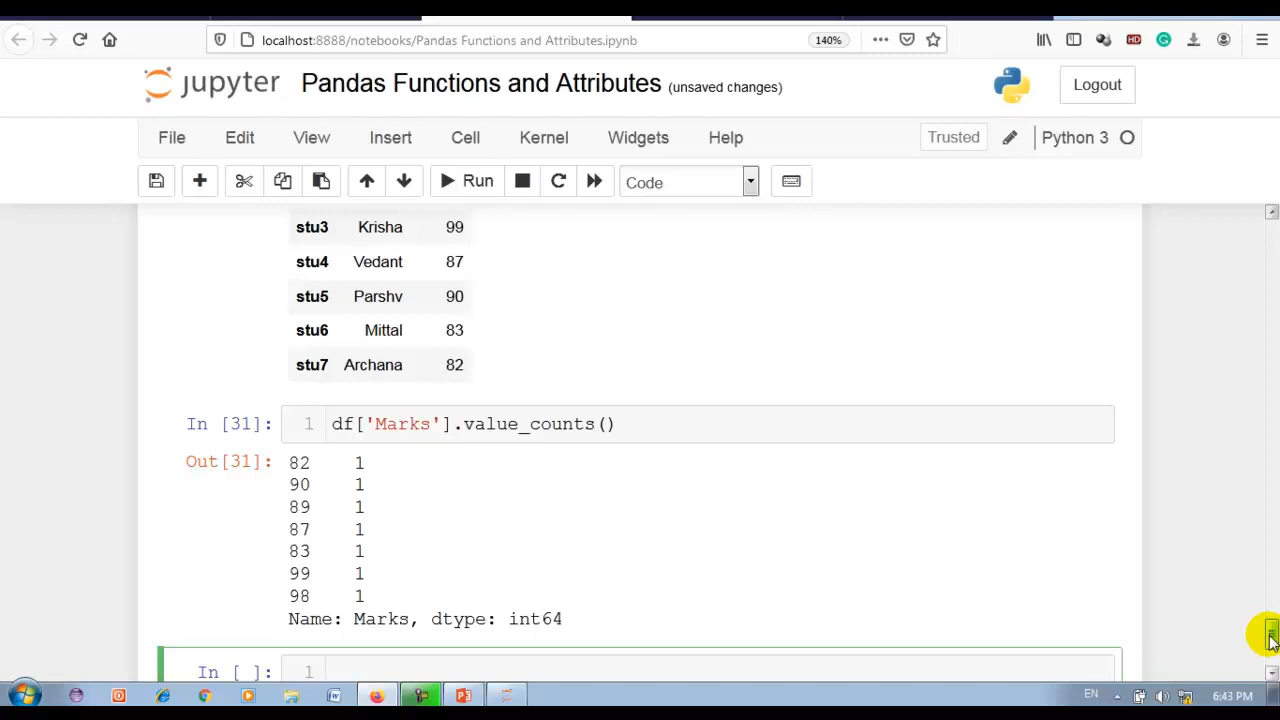 localhost:8888/notebooks/Pandas Functions and Attributes.ipynb 140% HD
jupyter Pandas Functions and Attributes (unsaved changes) Logout
File Edit View Insert Cell Kernel Widgets Help Trusted Python 3
Run Code
stu3 Krisha 99
stu4 Vedant 87
stu5 Parshv 90
stu6 Mittal 83
stu7 Archana 82
In [31]: 1 df['Marks'].value_counts()
Out[31]: 82 1
90 1
89 1
87 1
83 1
99 1
98 1
Name: Marks, dtype: int64
In [ ]: 1
EN 6:43 PM